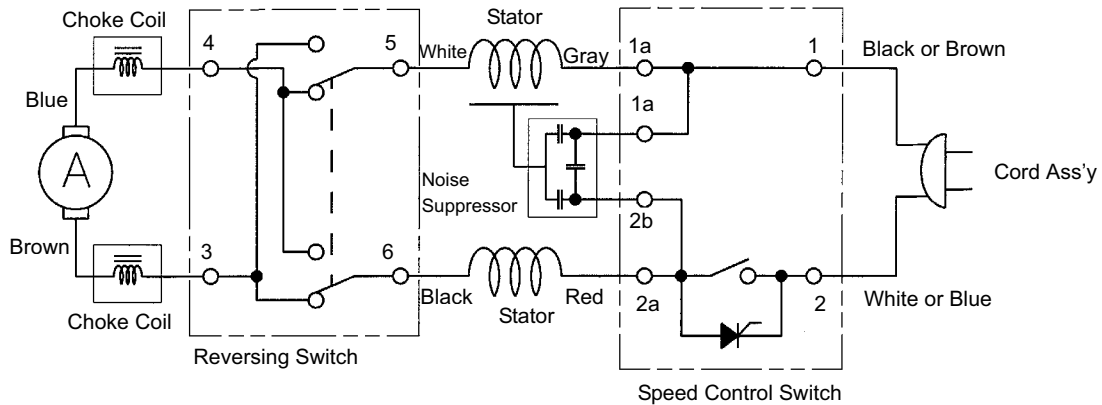 Choke Coil
Stator
4
5
White
Gray
1a
1
Black or Brown
Blue
1a
A
Noise
Suppressor
Cord Ass'y
2b
Brown
3
6
Black
Red
2a
2
White or Blue
Choke Coil
Stator
Reversing Switch
Speed Control Switch